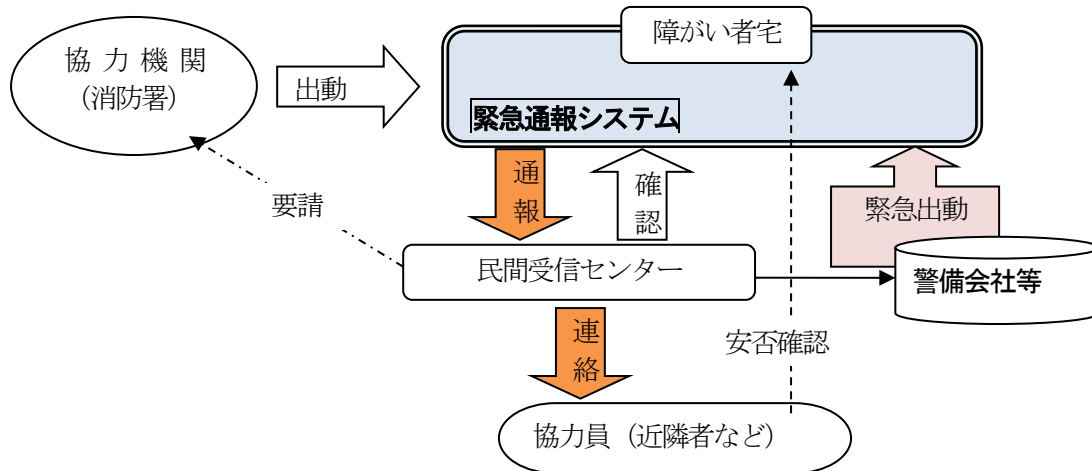 障がい者宅
協 力 機 関
（消防署）
出動
緊急通報システム
通報
確認
緊急出動
要請
民間受信センター
警備会社等
連絡
安否確認
協力員（近隣者など）